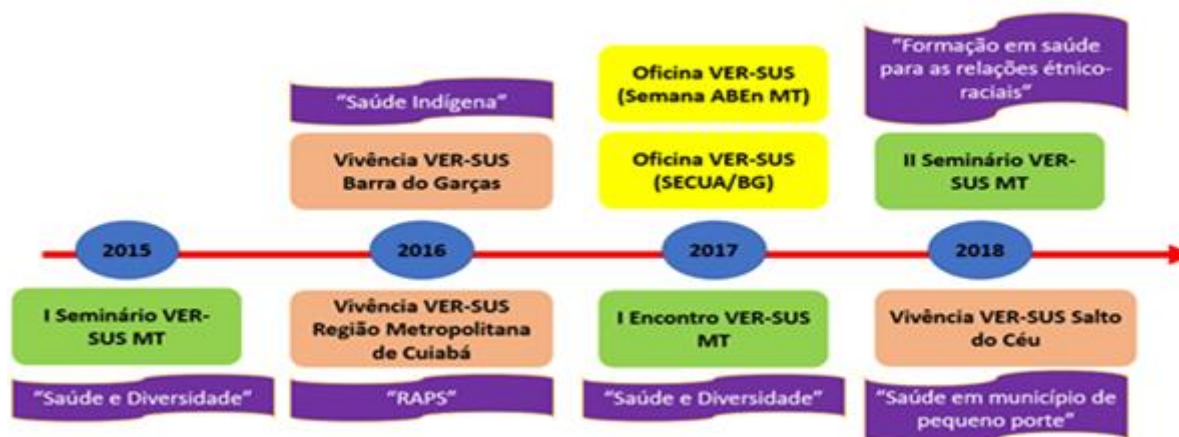 "Saúde Indígena"
Vivência VER-SUS
Barra do Garças
Oficina VER-SUS
(Semana ABEn MT)
Oficina VER-SUS
(SECUA/BG)
"Formação em saúde
para as relações étnico-
raciais"
II Seminário VER-
SUS MT
2015
2016
2017
2018
I Seminário VER-
SUS MT
"Saúde e Diversidade"
Vivência VER-SUS
Região Metropolitana
de Cuiabá
"RAPS"
I Encontro VER-SUS
MT
"Saúde e Diversidade"
Vivência VER-SUS Salto
do Céu
"Saúde em município de
pequeno porte"